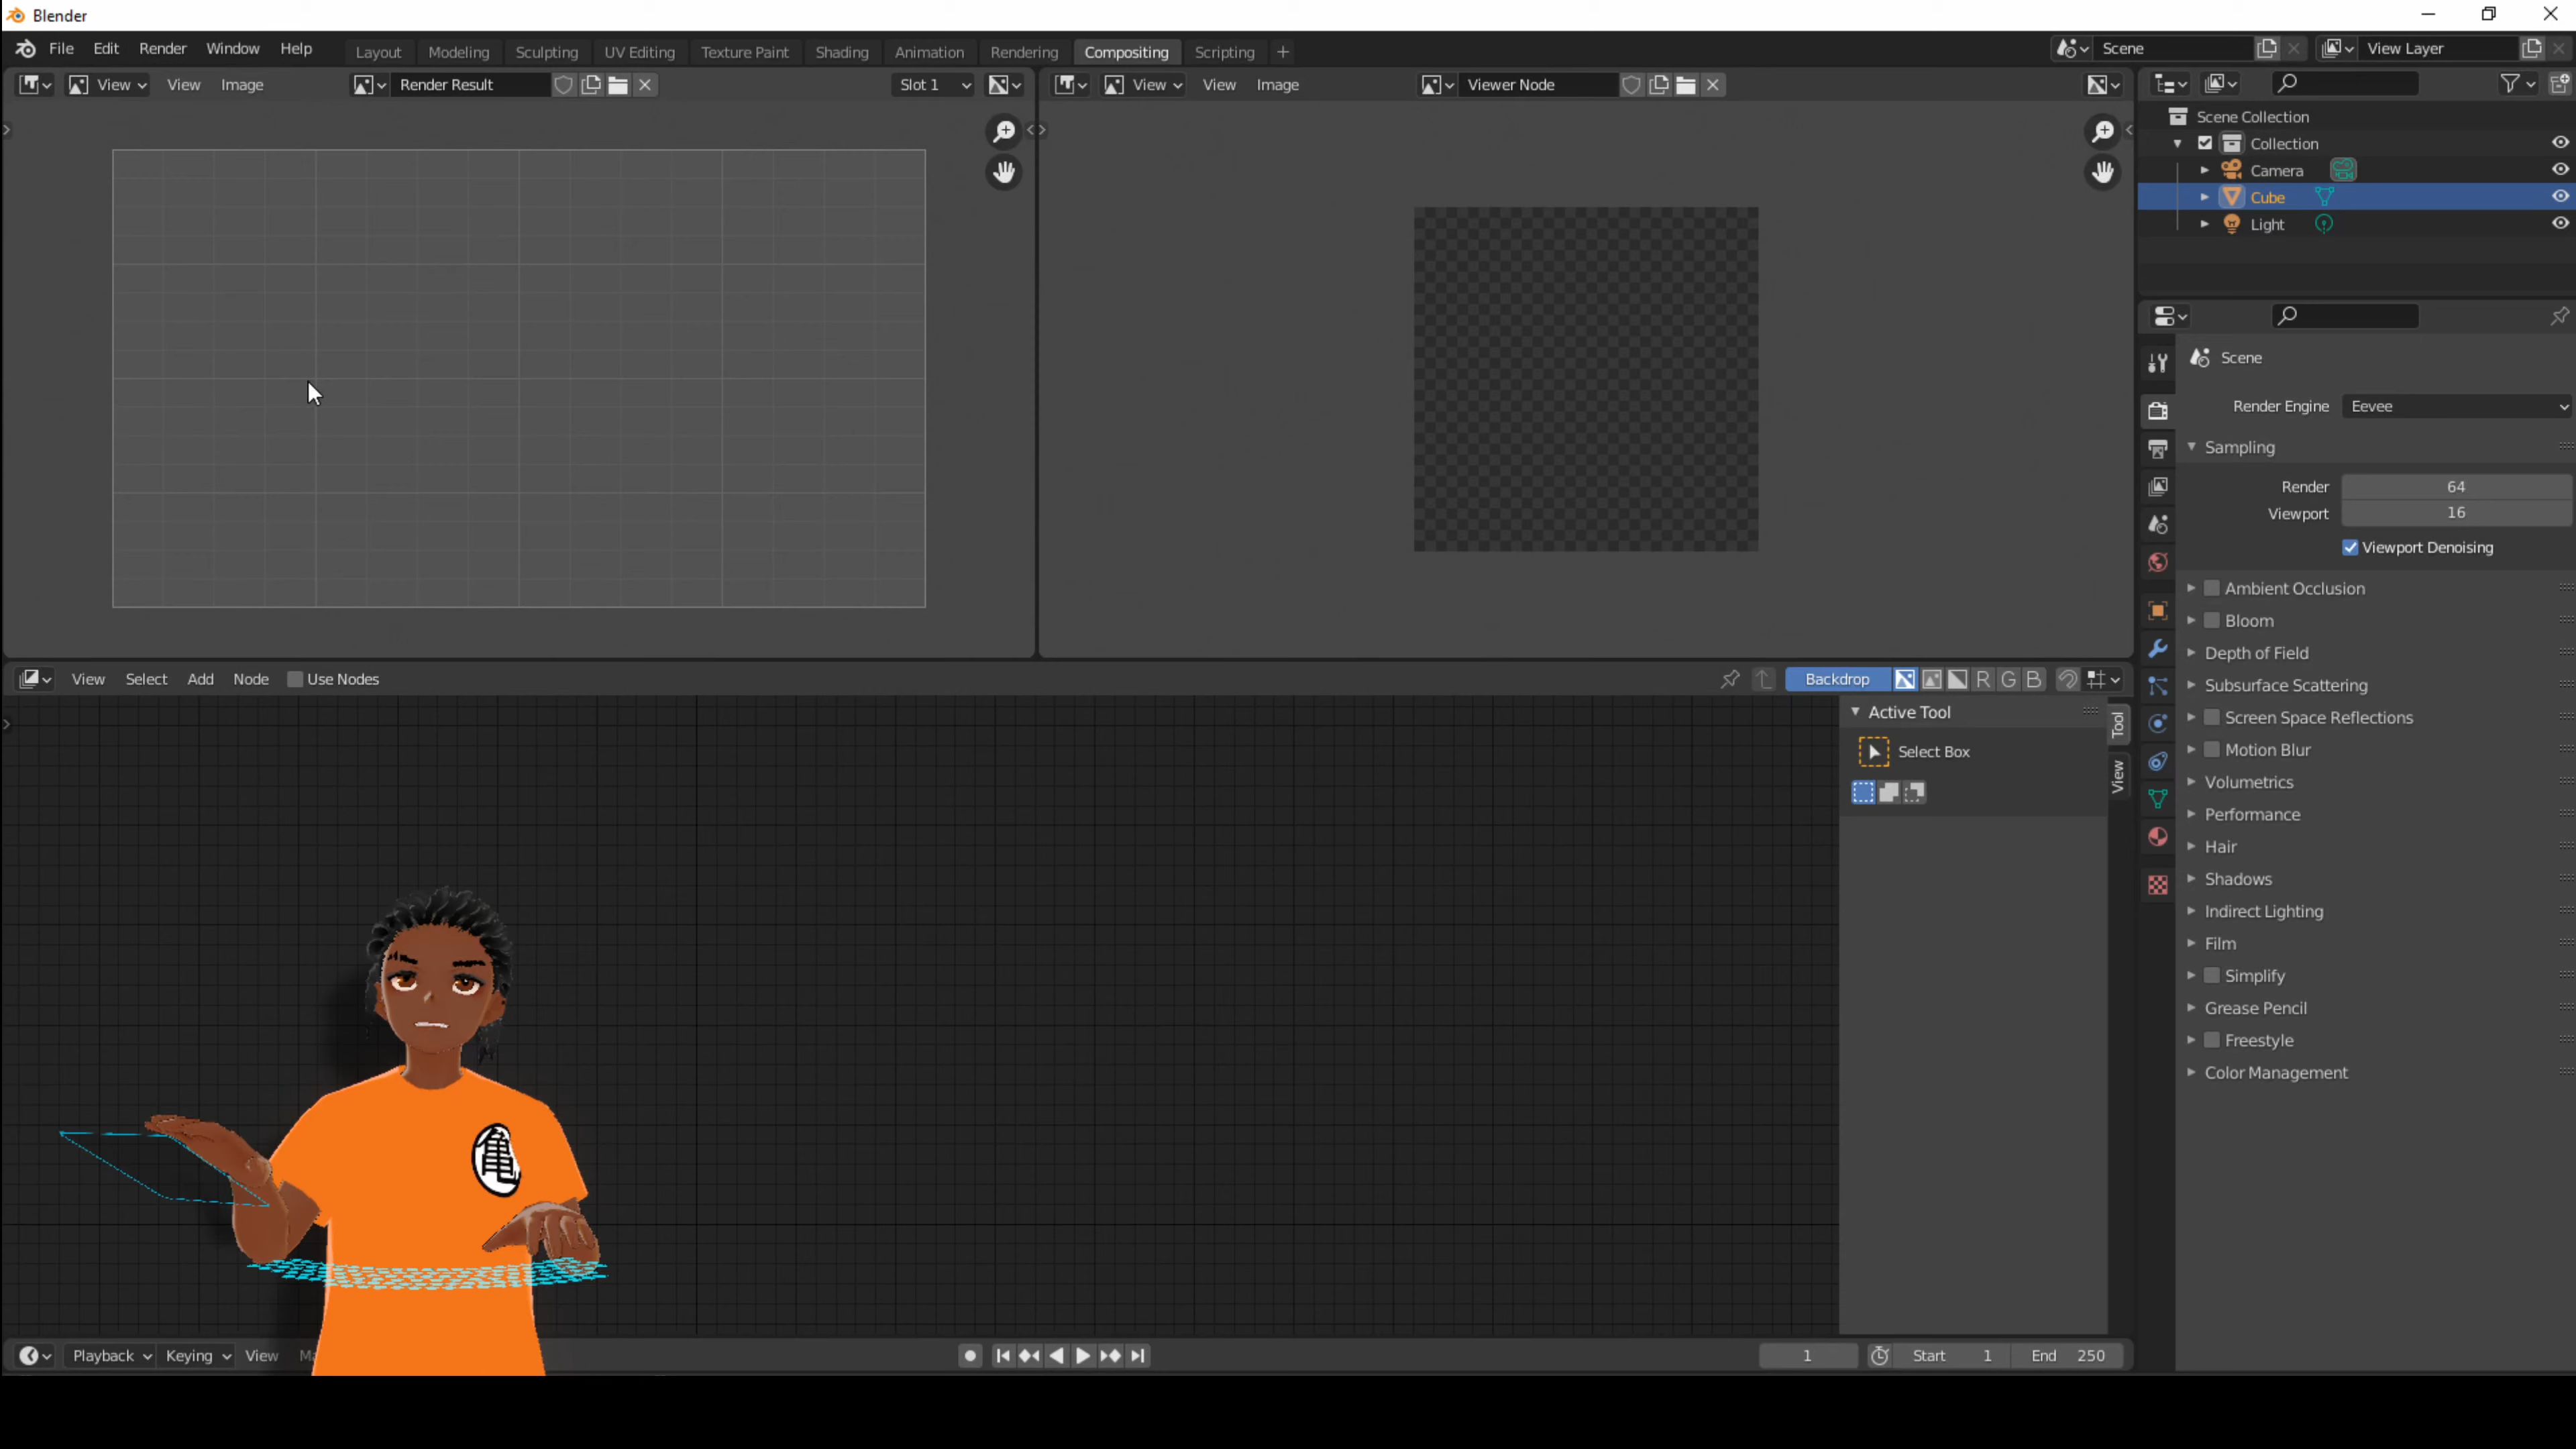 Blender
File Edit Render Window Help Layout Modeling Sculpting UV Editing Texture Paint Shading Animation Rendering Compositing Scripting + Scene View Layer
View View Image Render Result Slot 1 View View Image Viewer Node
Scene Collection
Collection
Camera
Cube
Light
Scene
Render Engine Eevee
Sampling
Render 64
Viewport 16
Viewport Denoising
Ambient Occlusion
Bloom
Depth of Field
Subsurface Scattering
Screen Space Reflections
Motion Blur
Volumetrics
Performance
Hair
Shadows
Indirect Lighting
Film
Simplify
Grease Pencil
Freestyle
Color Management
View Select Add Node Use Nodes Backdrop R G B
Active Tool
Select Box
Tool
View
亀
Playback Keying View 1 Start 1 End 250